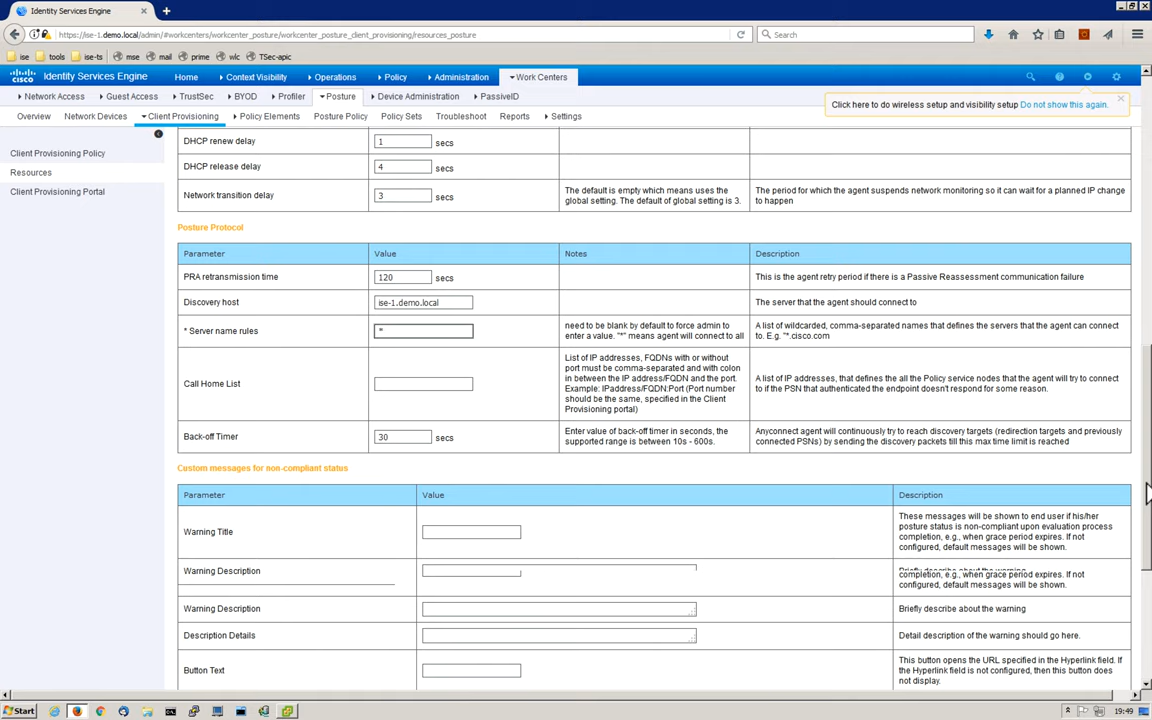 Identity Services Engine
https://ise-1.demo.local/admin/#workcenters/workcenter_posture/workcenter_posture_client_provisioning/resources_posture
Search
ise
tools
ise-ts
mse
mail
prime
wlc
TSec-apic
CISCO
Identity Services Engine
Home
Context Visibility
Operations
Policy
Administration
Work Centers
Network Access
Guest Access
TrustSec
BYOD
Profiler
Posture
Device Administration
PassiveID
Click here to do wireless setup and visibility setup Do not show this again.
Overview
Network Devices
Client Provisioning
Policy Elements
Posture Policy
Policy Sets
Troubleshoot
Reports
Settings
Client Provisioning Policy
Resources
Client Provisioning Portal
DHCP renew delay
1
secs
DHCP release delay
4
secs
Network transition delay
3
secs
The default is empty which means uses the
global setting. The default of global setting is 3.
The period for which the agent suspends network monitoring so it can wait for a planned IP change
to happen
Posture Protocol
Parameter
Value
Notes
Description
PRA retransmission time
120
secs
This is the agent retry period if there is a Passive Reassessment communication failure
Discovery host
ise-1.demo.local
The server that the agent should connect to
* Server name rules
*
need to be blank by default to force admin to
enter a value. "*" means agent will connect to all
A list of wildcarded, comma-separated names that defines the servers that the agent can connect
to. E.g. "*.cisco.com
Call Home List
List of IP addresses, FQDNs with or without
port must be comma-separated and with colon
in between the IP address/FQDN and the port.
Example: IPaddress/FQDN:Port (Port number
should be the same, specified in the Client
Provisioning portal)
A list of IP addresses, that defines the all the Policy service nodes that the agent will try to connect
to if the PSN that authenticated the endpoint doesn't respond for some reason.
Back-off Timer
30
secs
Enter value of back-off timer in seconds, the
supported range is between 10s - 600s.
Anyconnect agent will continuously try to reach discovery targets (redirection targets and previously
connected PSNs) by sending the discovery packets till this max time limit is reached
Custom messages for non-compliant status
Parameter
Value
Description
Warning Title
These messages will be shown to end user if his/her
posture status is non-compliant upon evaluation process
completion, e.g., when grace period expires. If not
configured, default messages will be shown.
Warning Description
Briefly describe about the warning
completion, e.g., when grace period expires. If not
configured, default messages will be shown.
Warning Description
Briefly describe about the warning
Description Details
Detail description of the warning should go here.
Button Text
This button opens the URL specified in the Hyperlink field. If
the Hyperlink field is not configured, then this button does
not display.
Start
19:49